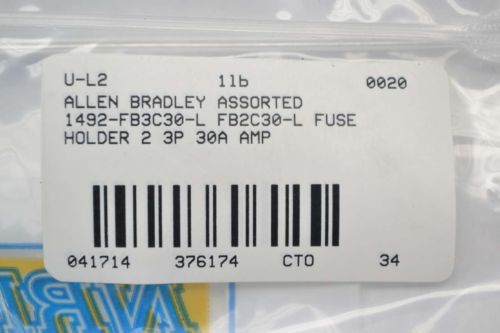 U-L2 1lb 0020
ALLEN BRADLEY ASSORTED
1492-FB3C30-L FB2C30-L FUSE
HOLDER 2 3P 30A AMP
041714 376174 CTO 34